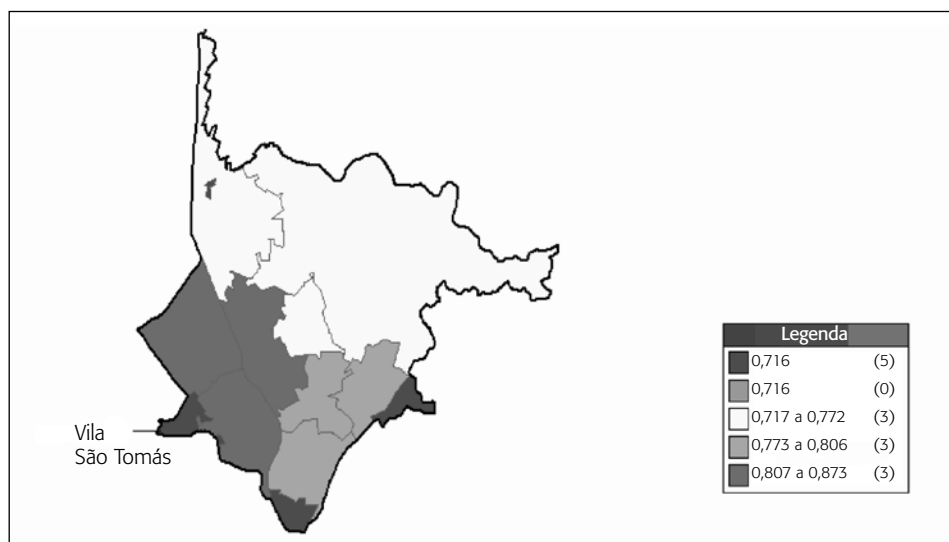 Legenda
0,716 (5)
0,716 (0)
0,717 a 0,772 (3)
0,773 a 0,806 (3)
0,807 a 0,873 (3)
Vila
São Tomás